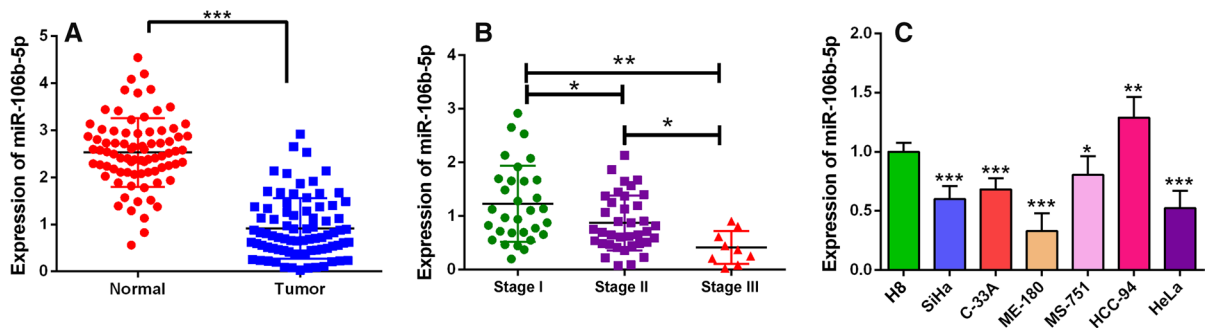 A
Expression of miR-106b-5p
5
4
3
2
1
0
***
Normal
Tumor
B
Expression of miR-106b-5p
4
3
2
1
0
**
*
*
Stage I
Stage II
Stage III
C
Expression of miR-106b-5p
2.0
1.5
1.0
0.5
0.0
***
***
***
*
**
***
H8
SiHa
C-33A
ME-180
MS-751
HCC-94
HeLa